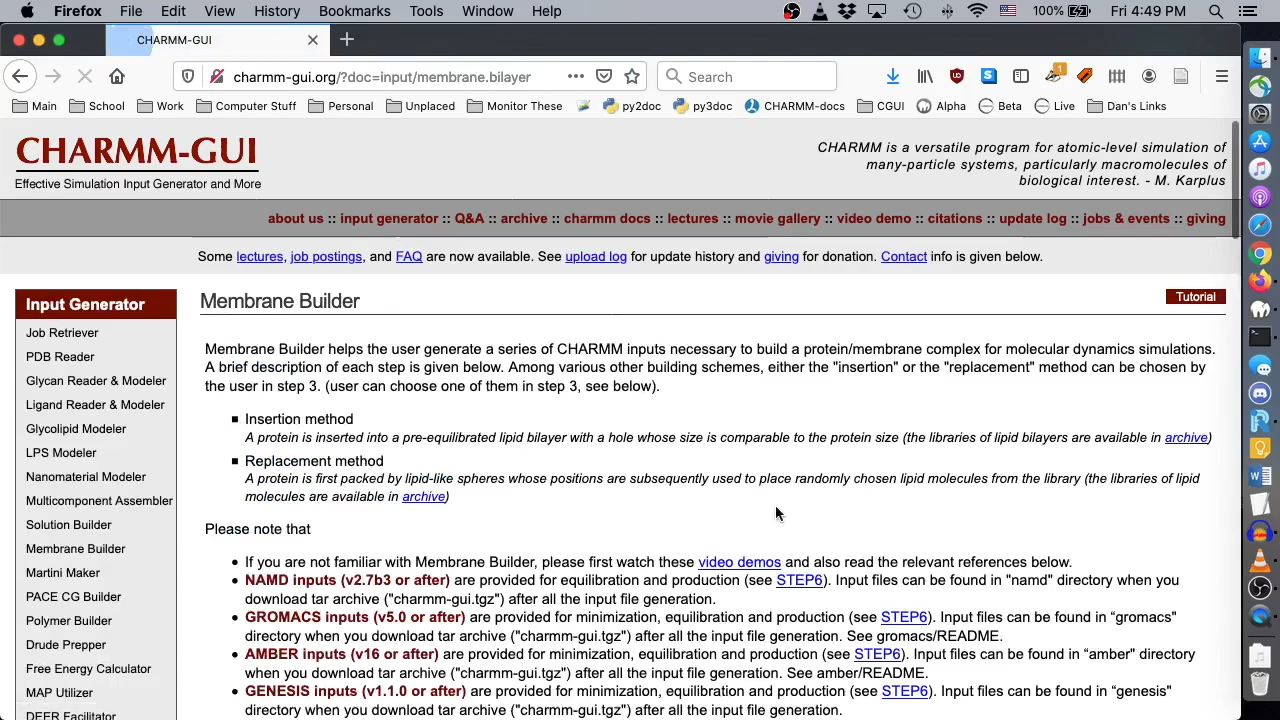 Firefox File Edit View History Bookmarks Tools Window Help 100% Fri 4:49 PM
CHARMM-GUI
charmm-gui.org/?doc=input/membrane.bilayer Search
Main School Work Computer Stuff Personal Unplaced Monitor These py2doc py3doc CHARMM-docs CGUI Alpha Beta Live Dan's Links
CHARMM-GUI
Effective Simulation Input Generator and More
CHARMM is a versatile program for atomic-level simulation of
many-particle systems, particularly macromolecules of
biological interest. - M. Karplus
about us :: input generator :: Q&A :: archive :: charmm docs :: lectures :: movie gallery :: video demo :: citations :: update log :: jobs & events :: giving
Some lectures, job postings, and FAQ are now available. See upload log for update history and giving for donation. Contact info is given below.
Input Generator
Job Retriever
PDB Reader
Glycan Reader & Modeler
Ligand Reader & Modeler
Glycolipid Modeler
LPS Modeler
Nanomaterial Modeler
Multicomponent Assembler
Solution Builder
Membrane Builder
Martini Maker
PACE CG Builder
Polymer Builder
Drude Prepper
Free Energy Calculator
MAP Utilizer
DEER Facilitator
Membrane Builder
Tutorial
Membrane Builder helps the user generate a series of CHARMM inputs necessary to build a protein/membrane complex for molecular dynamics simulations.
A brief description of each step is given below. Among various other building schemes, either the "insertion" or the "replacement" method can be chosen by
the user in step 3. (user can choose one of them in step 3, see below).
Insertion method
A protein is inserted into a pre-equilibrated lipid bilayer with a hole whose size is comparable to the protein size (the libraries of lipid bilayers are available in archive)
Replacement method
A protein is first packed by lipid-like spheres whose positions are subsequently used to place randomly chosen lipid molecules from the library (the libraries of lipid
molecules are available in archive)
Please note that
If you are not familiar with Membrane Builder, please first watch these video demos and also read the relevant references below.
NAMD inputs (v2.7b3 or after) are provided for equilibration and production (see STEP6). Input files can be found in "namd" directory when you
download tar archive ("charmm-gui.tgz") after all the input file generation.
GROMACS inputs (v5.0 or after) are provided for minimization, equilibration and production (see STEP6). Input files can be found in "gromacs"
directory when you download tar archive ("charmm-gui.tgz") after all the input file generation. See gromacs/README.
AMBER inputs (v16 or after) are provided for minimization, equilibration and production (see STEP6). Input files can be found in "amber" directory
when you download tar archive ("charmm-gui.tgz") after all the input file generation. See amber/README.
GENESIS inputs (v1.1.0 or after) are provided for minimization, equilibration and production (see STEP6). Input files can be found in "genesis"
directory when you download tar archive ("charmm-gui.tgz") after all the input file generation.